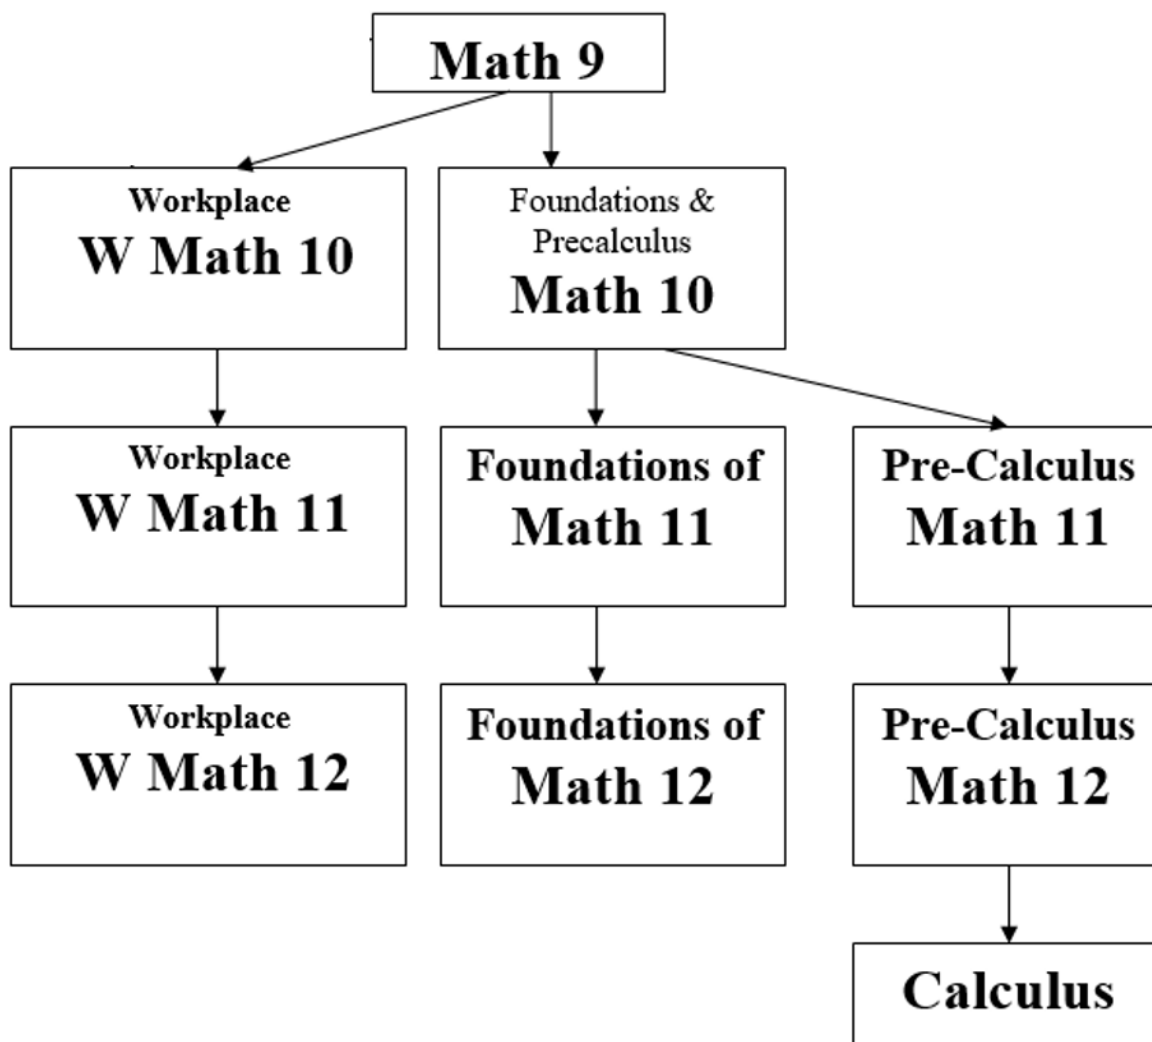 Math 9
Workplace
W Math 10
Foundations &
Precalculus
Math 10
Workplace
W Math 11
Foundations of
Math 11
Pre-Calculus
Math 11
Workplace
W Math 12
Foundations of
Math 12
Pre-Calculus
Math 12
Calculus